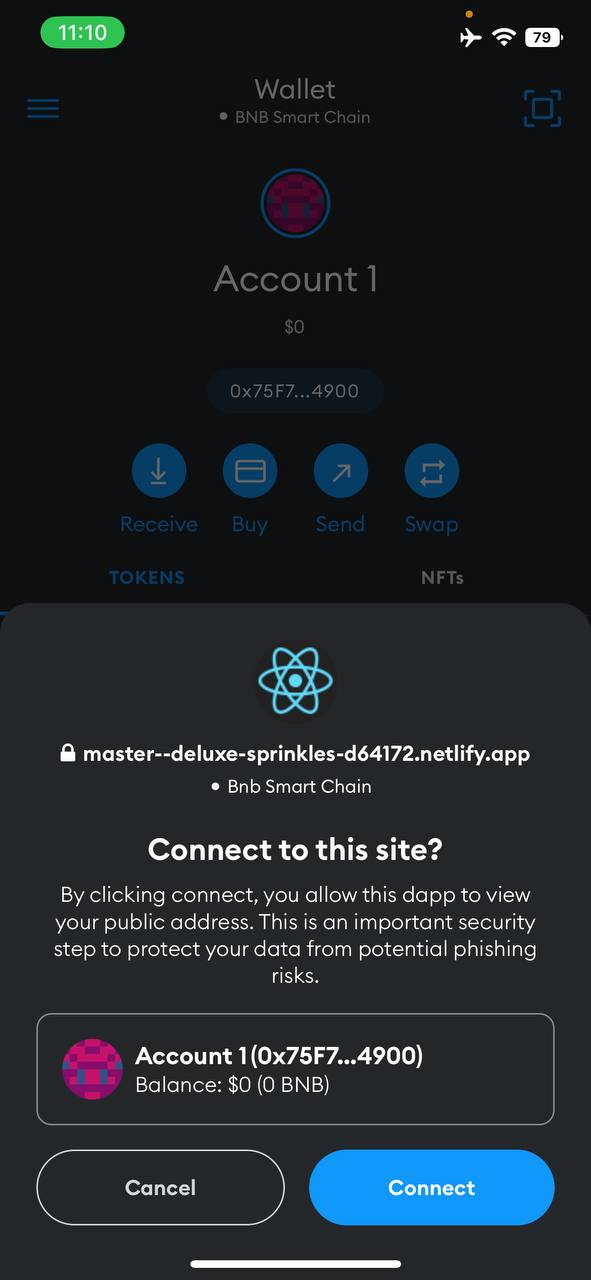 11:10
79
Wallet
BNB Smart Chain
Account 1
$0
0x75F7...4900
Receive Buy Send Swap
TOKENS NFTs
master--deluxe-sprinkles-d64172.netlify.app
Bnb Smart Chain
Connect to this site?
By clicking connect, you allow this dapp to view
your public address. This is an important security
step to protect your data from potential phishing
risks.
Account 1 (0x75F7...4900)
Balance: $0 (0 BNB)
Cancel Connect